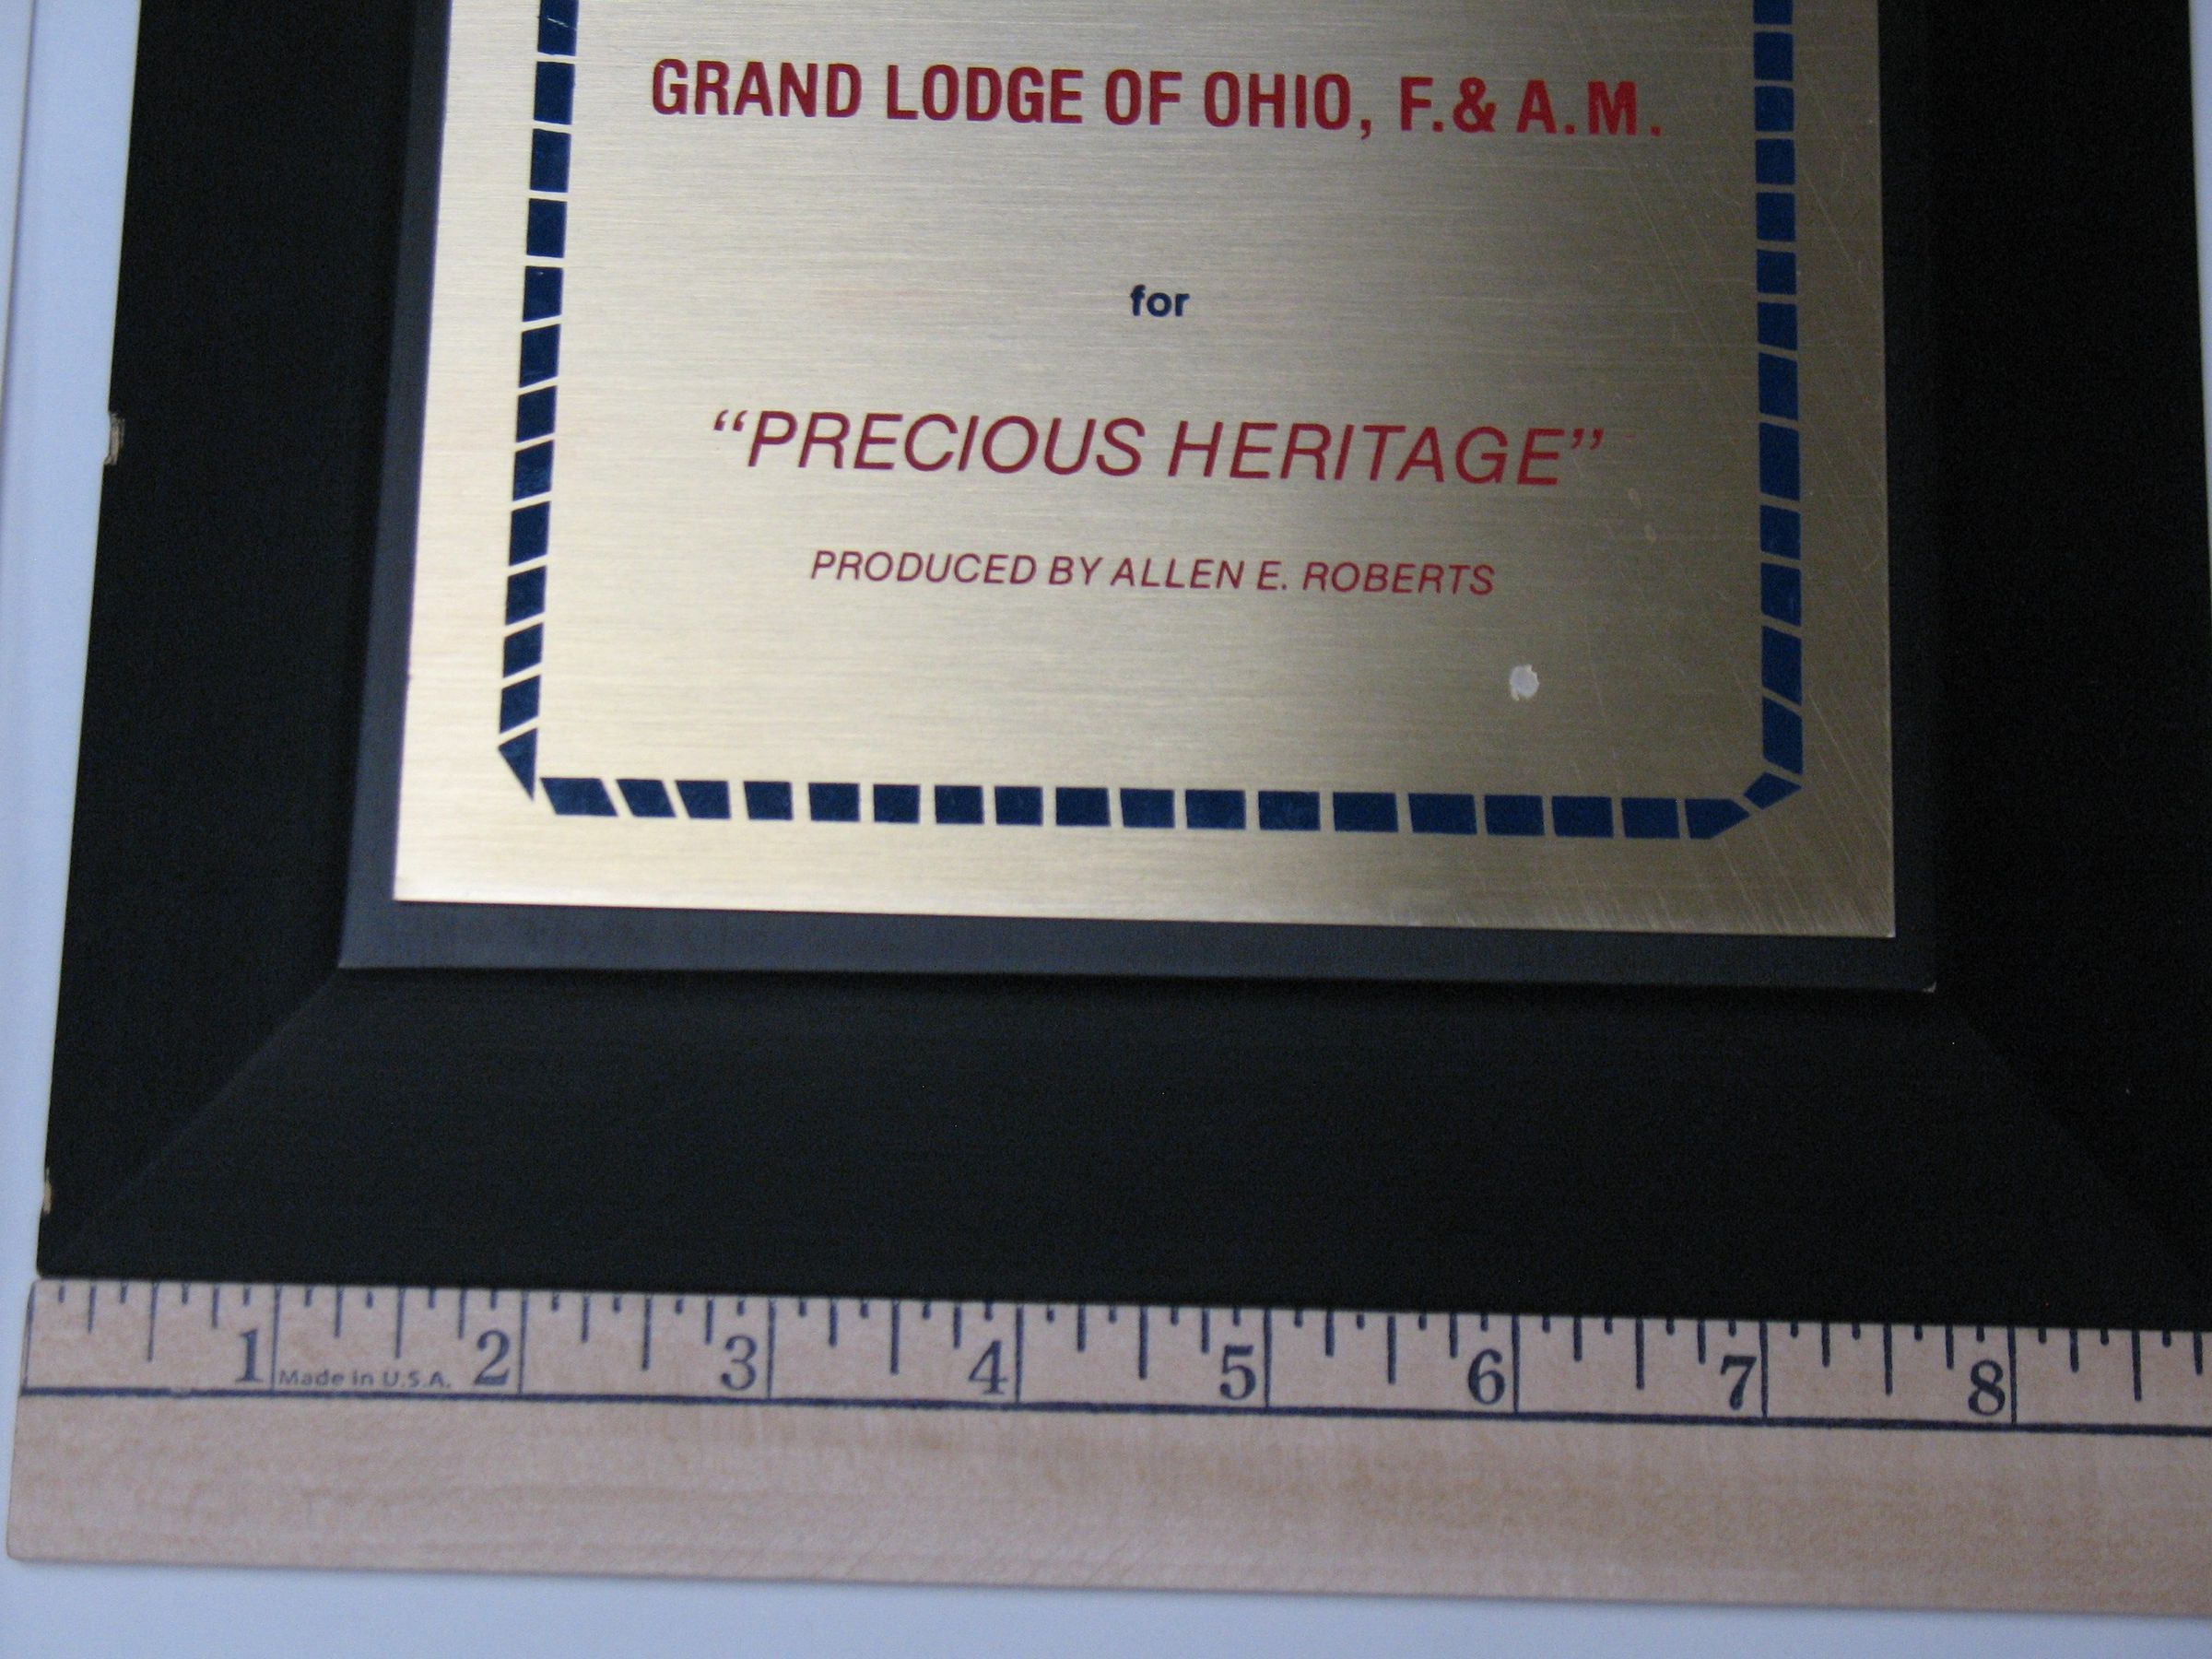 GRAND LODGE OF OHIO, F. & A. M.
for
“PRECIOUS HERITAGE”
PRODUCED BY ALLEN E. ROBERTS
1 2 3 4 5 6 7 8
Made in U.S.A.